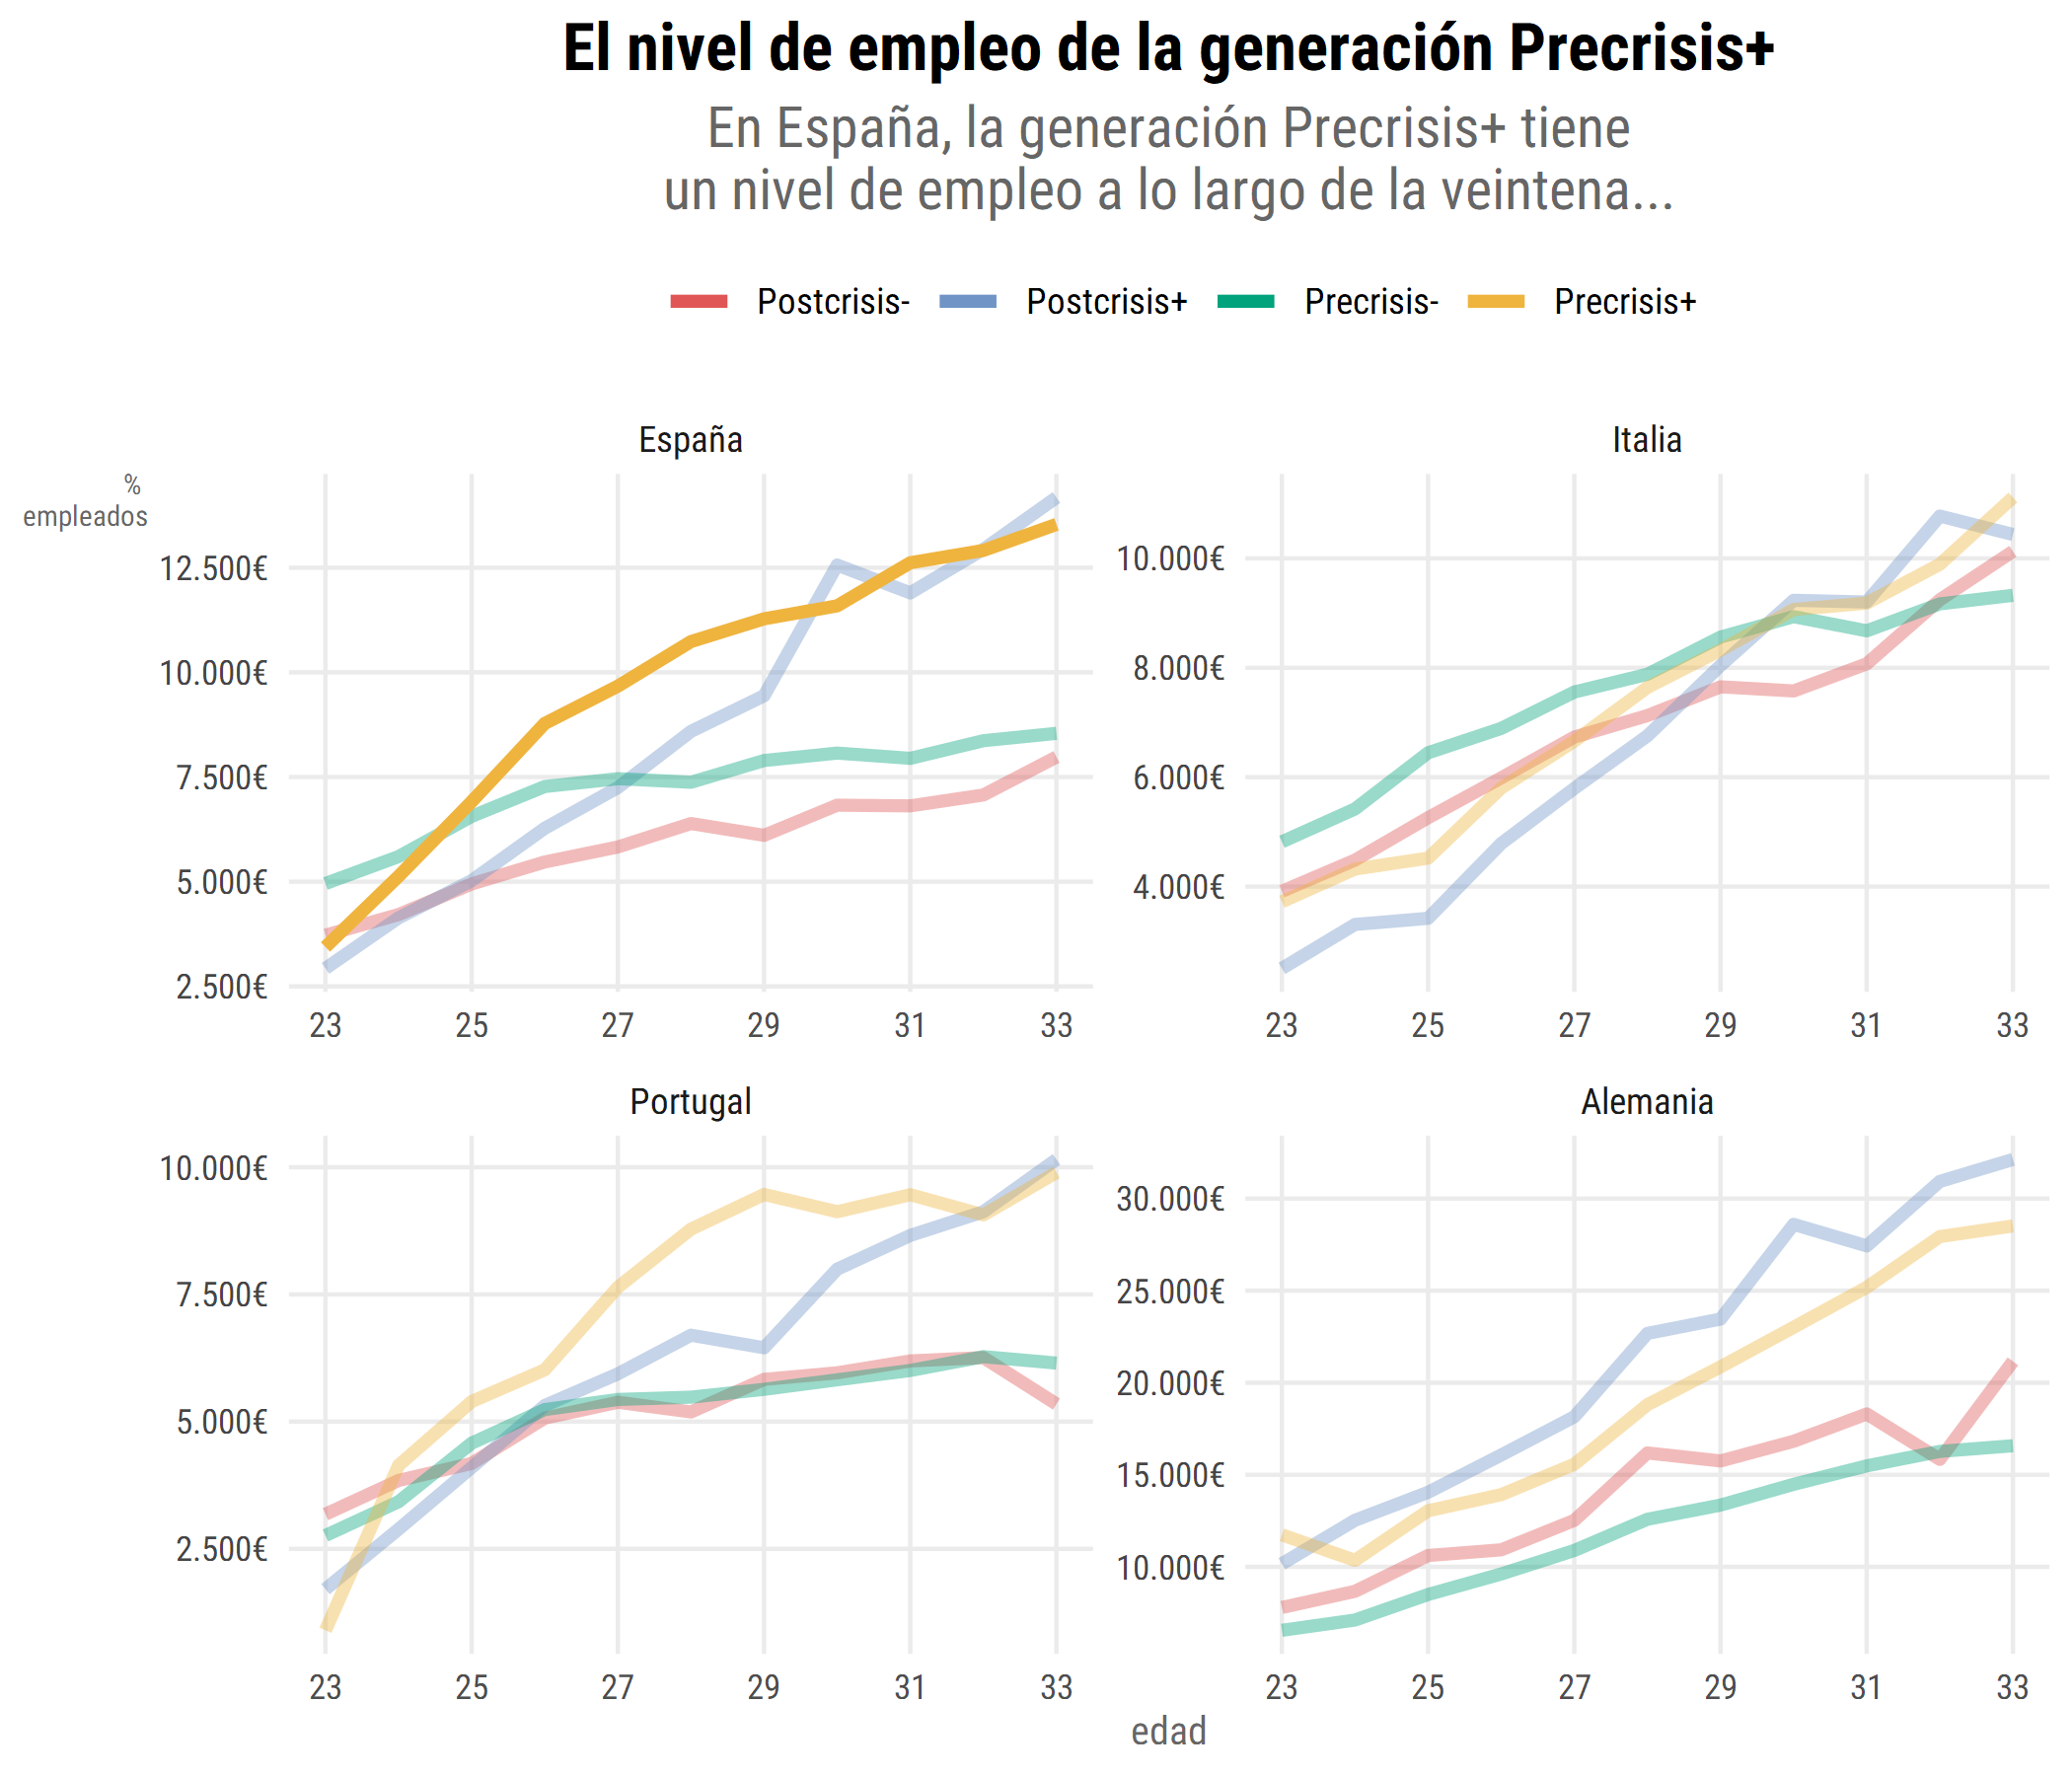 El nivel de empleo de la generación Precrisis+
En España, la generación Precrisis+ tiene
un nivel de empleo a lo largo de la veintena...
Postcrisis- Postcrisis+ Precrisis- Precrisis+
España
%
empleados
12.500€
10.000€
7.500€
5.000€
2.500€
23 25 27 29 31 33
Italia
10.000€
8.000€
6.000€
4.000€
23 25 27 29 31 33
Portugal
10.000€
7.500€
5.000€
2.500€
23 25 27 29 31 33
Alemania
30.000€
25.000€
20.000€
15.000€
10.000€
23 25 27 29 31 33
edad